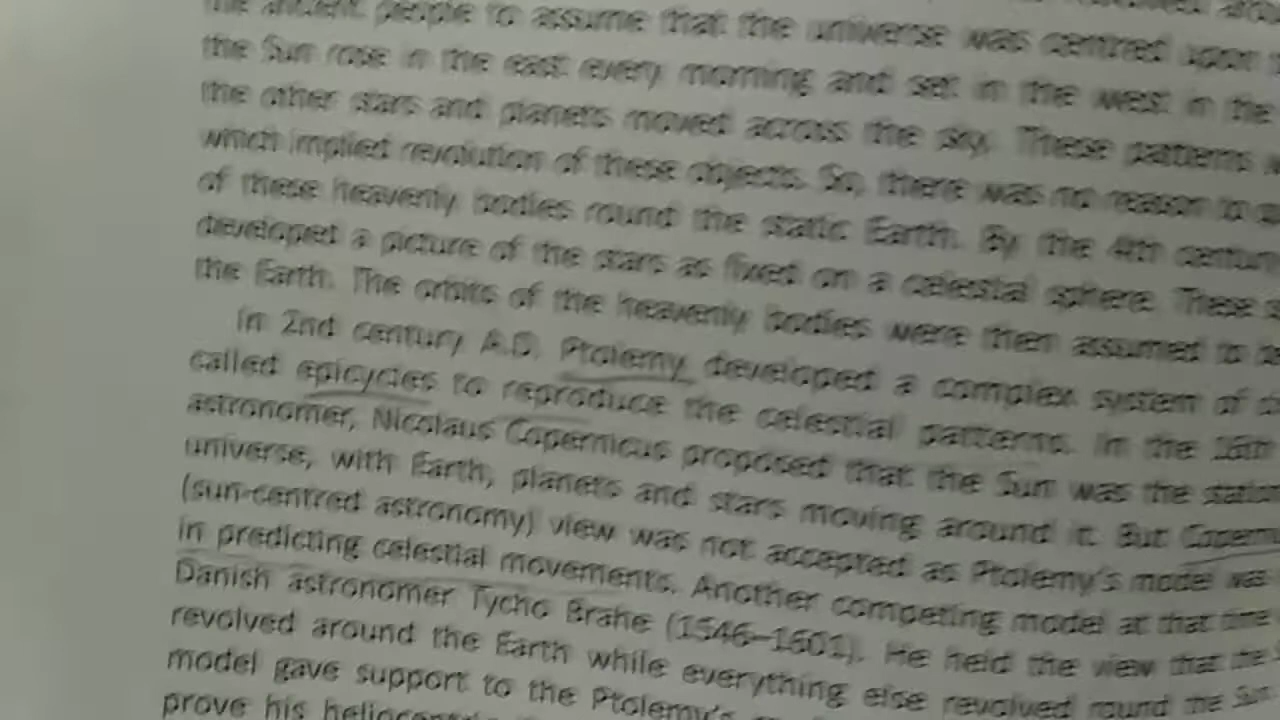 the ancient people to assume that the universe was centred upon
the Sun rose in the east every morning and set in the west in the
the other stars and planets moved across the sky. These patterns
which implied revolution of these objects. So, there was no reason to
of these heavenly bodies round the static Earth. By the 4th century
developed a picture of the stars as fixed on a celestial sphere. These
the Earth. The orbits of the heavenly bodies were then assumed to
In 2nd century A.D. Ptolemy developed a complex system of
called epicycles to reproduce the celestial patterns. In the 16th
astronomer, Nicolaus Copernicus proposed that the Sun was the
universe, with Earth, planets and stars moving around it. But
(sun-centred astronomy) view was not accepted as Ptolemy's model was
in predicting celestial movements. Another competing model at that time
Danish astronomer Tycho Brahe (1546–1601). He held the view that the
revolved around the Earth while everything else revolved round the Sun
model gave support to the Ptolemy's
prove his